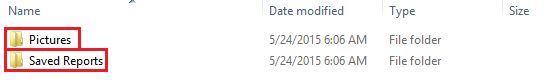 Name Date modified Type Size
Pictures 5/24/2015 6:06 AM File folder
Saved Reports 5/24/2015 6:06 AM File folder